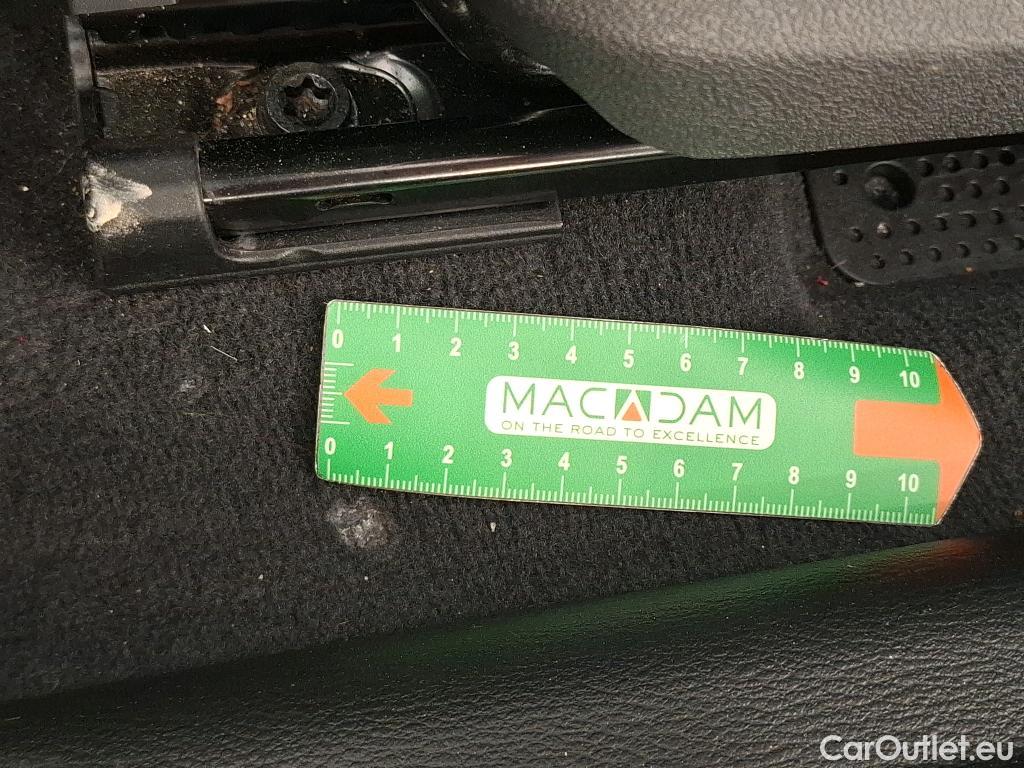 0 1 2 3 4 5 6 7 8 9 10
MACADAM
ON THE ROAD TO EXCELLENCE
0 1 2 3 4 5 6 7 8 9 10
CarOutlet.eu